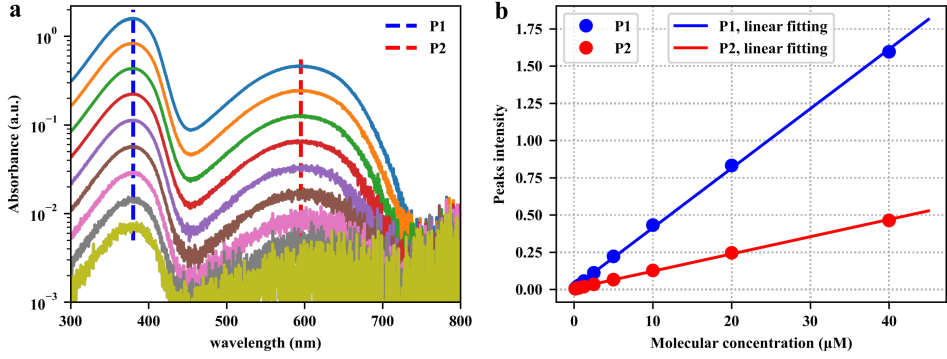 a
P1
P2
10⁰
10⁻¹
10⁻²
10⁻³
Absorbance (a.u.)
300 400 500 600 700 800
wavelength (nm)
b
P1 P1, linear fitting
P2 P2, linear fitting
1.75
1.50
1.25
1.00
0.75
0.50
0.25
0.00
Peaks intensity
0 10 20 30 40
Molecular concentration (μM)